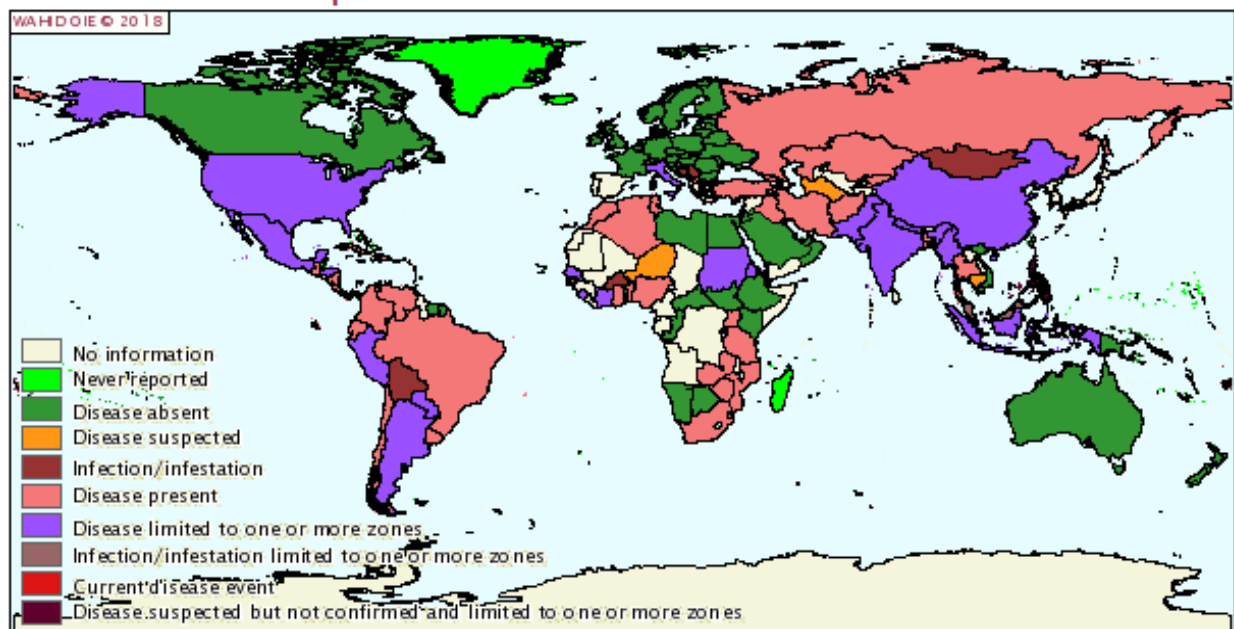 WAHID OIE © 2018
No information
Never reported
Disease absent
Disease suspected
Infection/infestation
Disease present
Disease limited to one or more zones
Infection/infestation limited to one or more zones
Current disease event
Disease suspected but not confirmed and limited to one or more zones